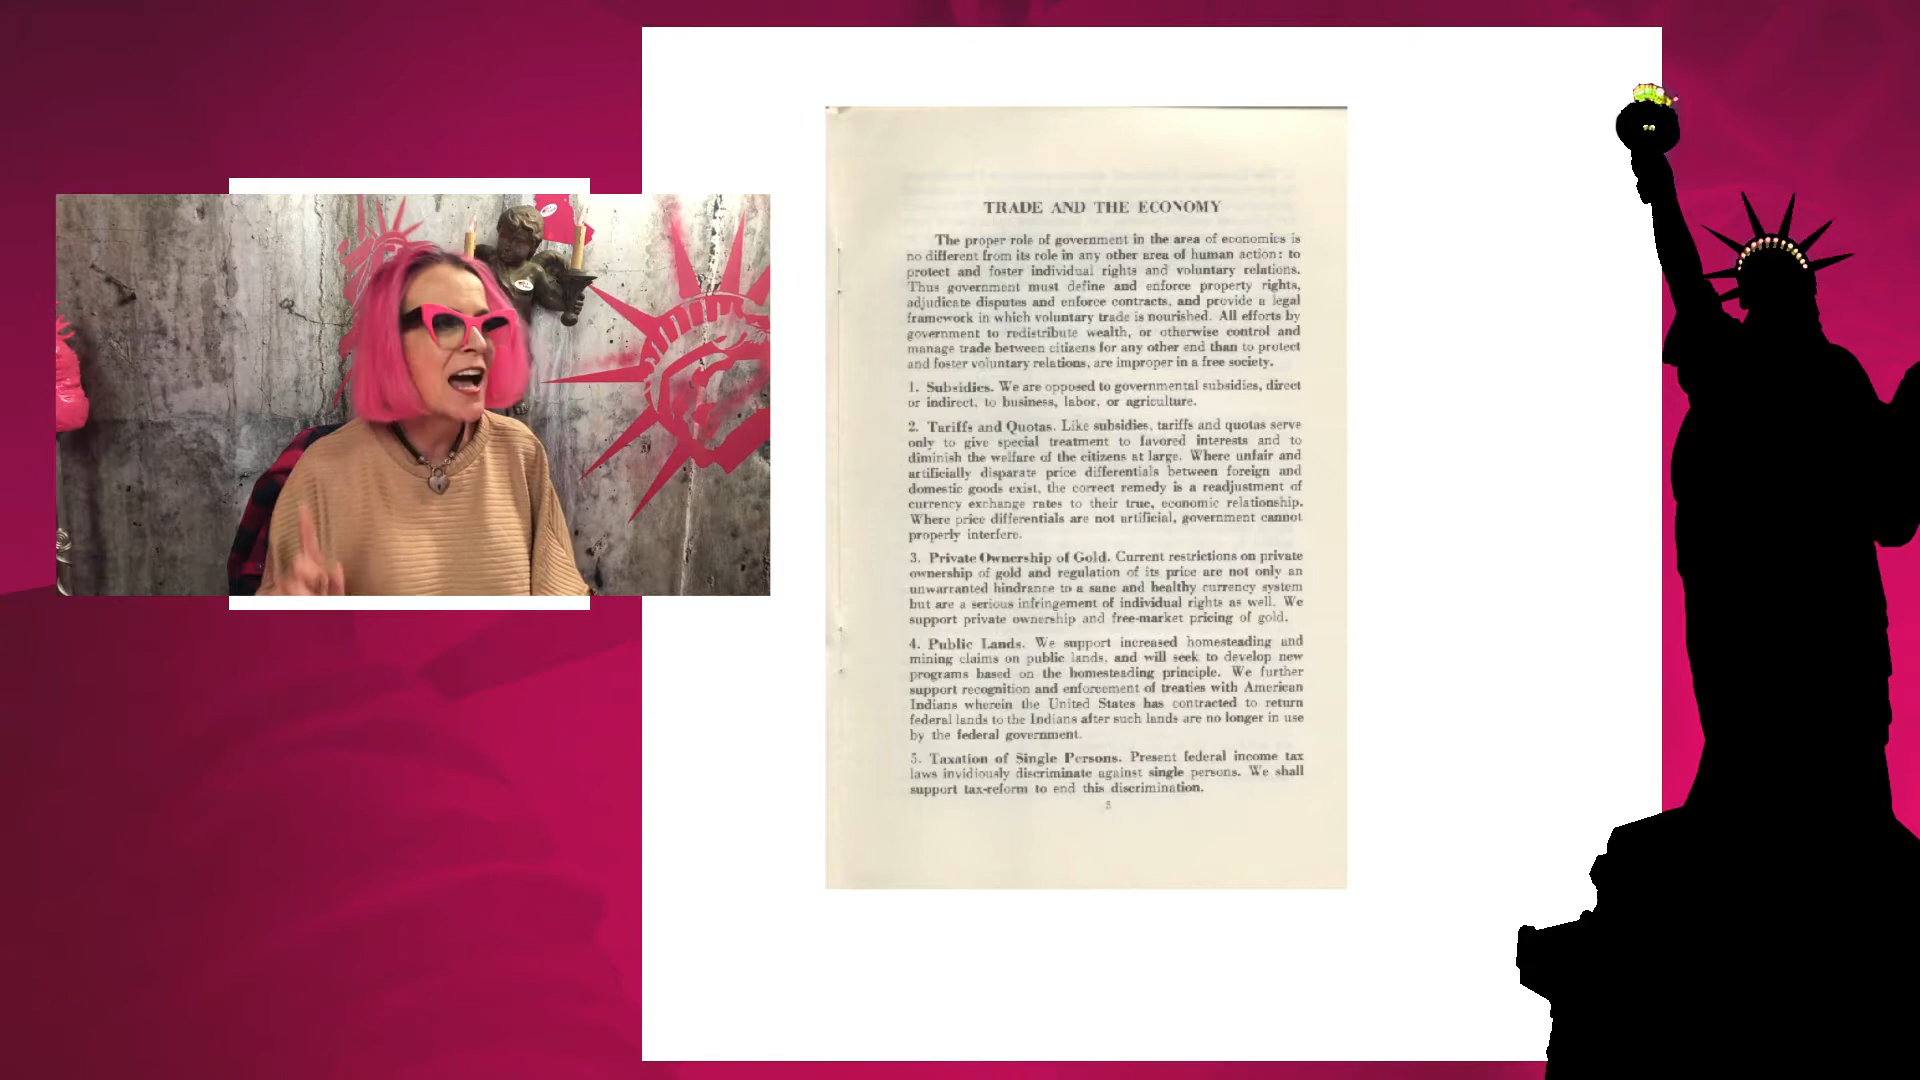 TRADE AND THE ECONOMY
The proper role of government in the area of economics is
no different from its role in any other area of human action: to
protect and foster individual rights and voluntary relations.
Thus government must define and enforce property rights,
adjudicate disputes and enforce contracts, and provide a legal
framework in which voluntary trade is nourished. All efforts by
government to redistribute wealth, or otherwise control and
manage trade between citizens for any other end than to protect
and foster voluntary relations, are improper in a free society.
1. Subsidies. We are opposed to governmental subsidies, direct
or indirect, to business, labor, or agriculture.
2. Tariffs and Quotas. Like subsidies, tariffs and quotas serve
only to give special treatment to favored interests and to
diminish the welfare of the citizens at large. Where unfair and
artificially disparate price differentials between foreign and
domestic goods exist, the correct remedy is a readjustment of
currency exchange rates to their true, economic relationship.
Where price differentials are not artificial, government cannot
properly interfere.
3. Private Ownership of Gold. Current restrictions on private
ownership of gold and regulation of its price are not only an
unwarranted hindrance to a sane and healthy currency system
but are a serious infringement of individual rights as well. We
support private ownership and free-market pricing of gold.
4. Public Lands. We support increased homesteading and
mining claims on public lands, and will seek to develop new
programs based on the homesteading principle. We further
support recognition and enforcement of treaties with American
Indians wherein the United States has contracted to return
federal lands to the Indians after such lands are no longer in use
by the federal government.
5. Taxation of Single Persons. Present federal income tax
laws invidiously discriminate against single persons. We shall
support tax-reform to end this discrimination.
5